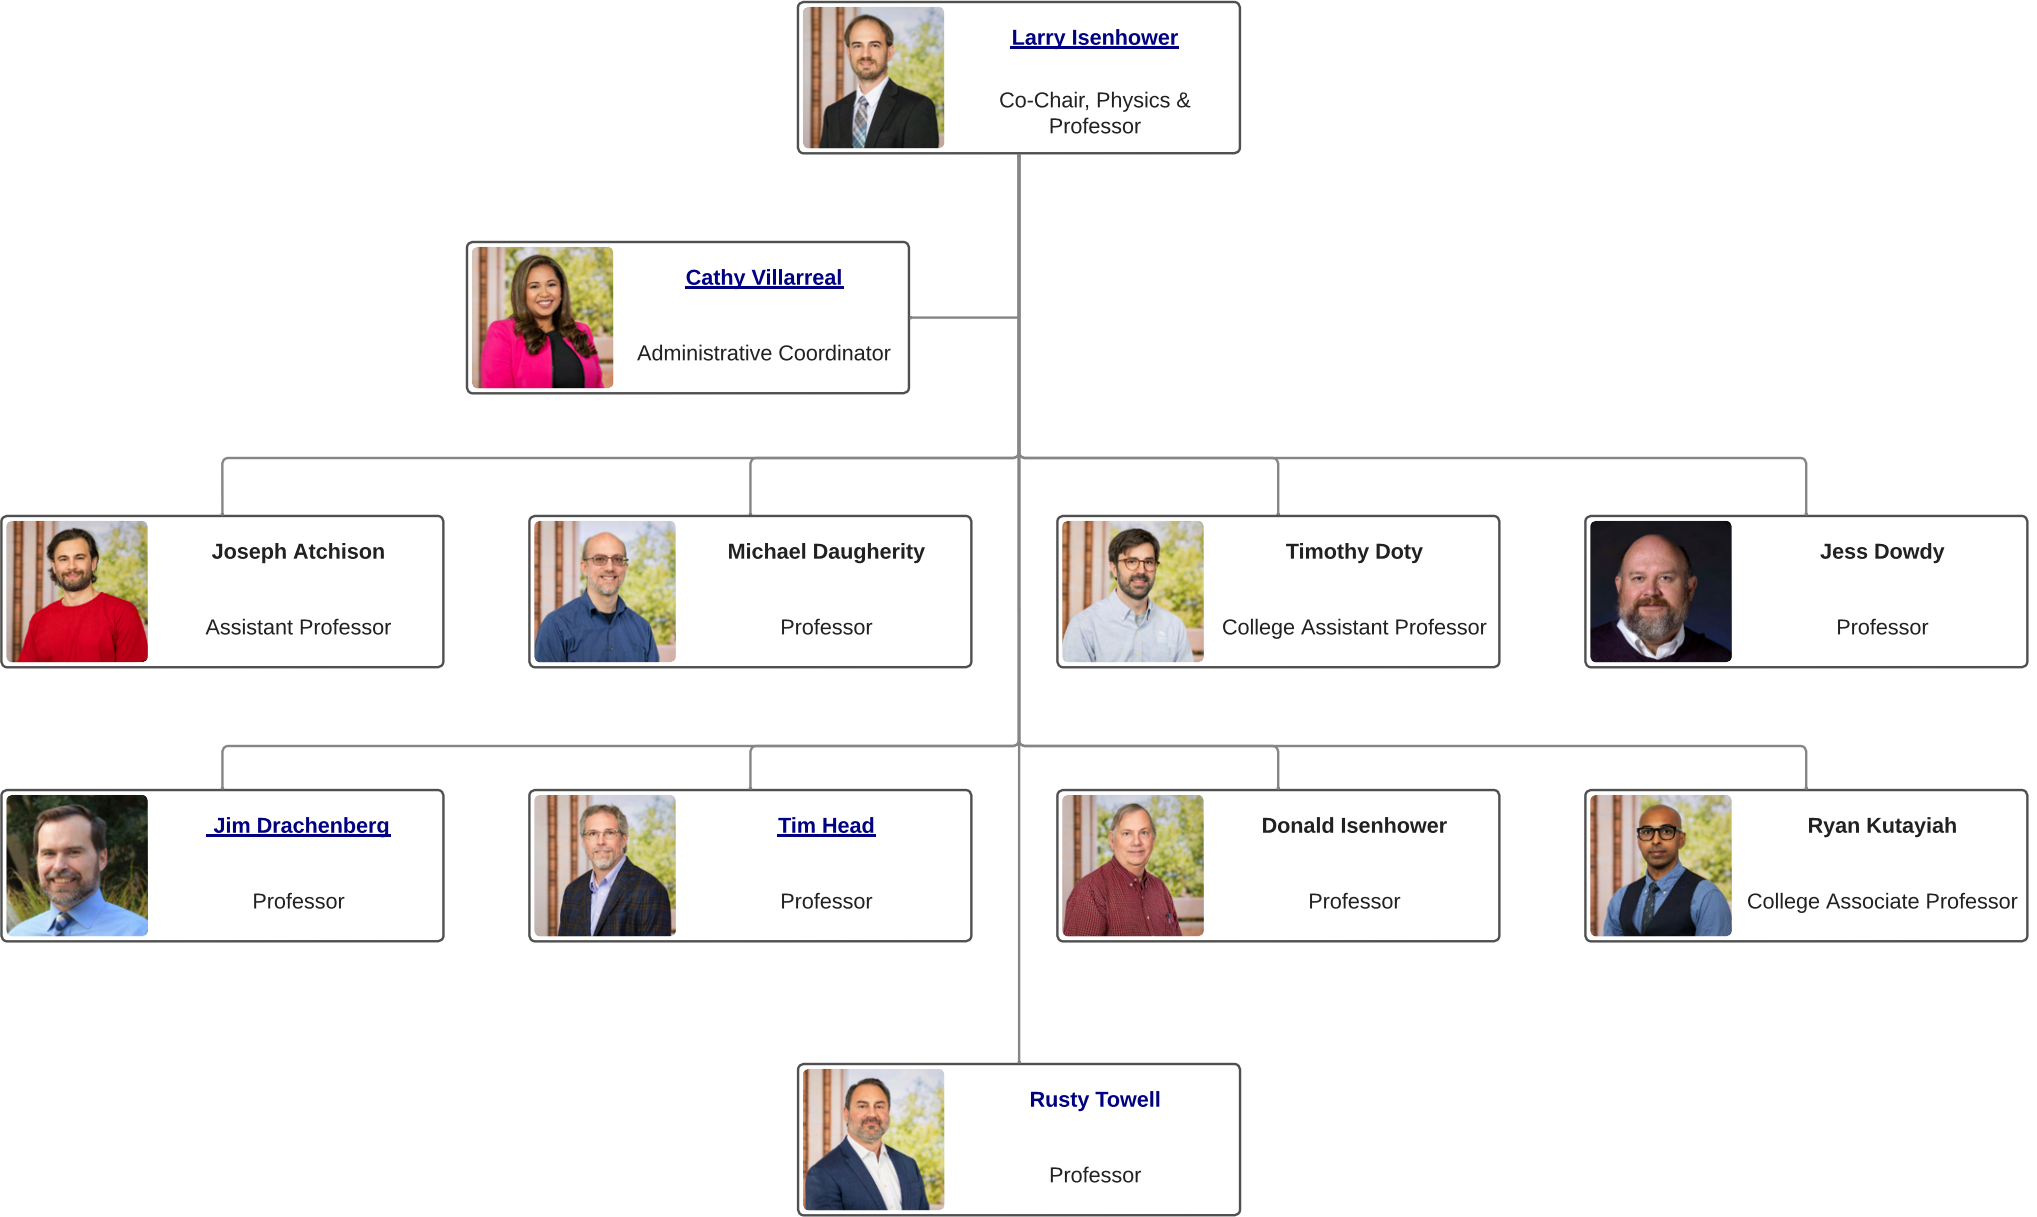 Larry Isenhower
Co-Chair, Physics &
Professor
Cathy Villarreal
Administrative Coordinator
Joseph Atchison
Assistant Professor
Michael Daugherity
Professor
Timothy Doty
College Assistant Professor
Jess Dowdy
Professor
Jim Drachenberg
Professor
Tim Head
Professor
Donald Isenhower
Professor
Ryan Kutayiah
College Associate Professor
Rusty Towell
Professor